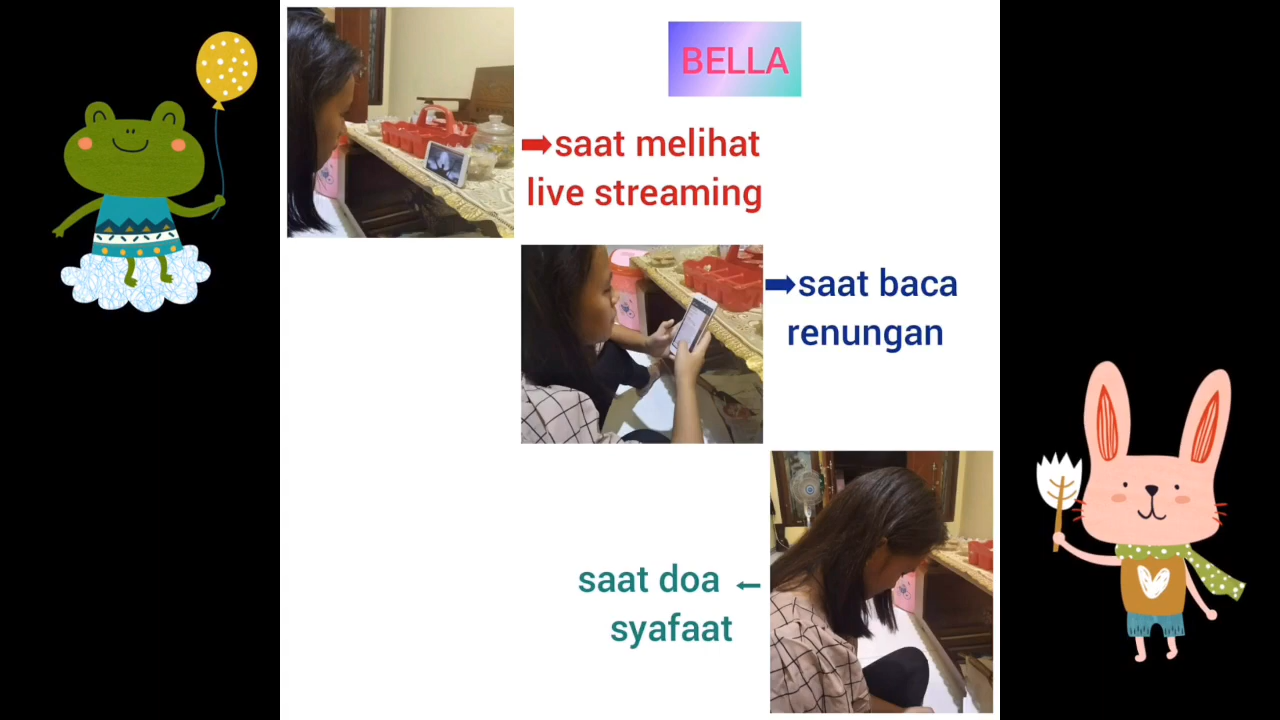 BELLA
saat melihat
live streaming
saat baca
renungan
saat doa
syafaat